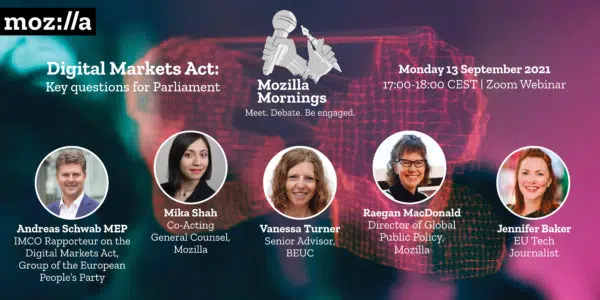 moz://a
Digital Markets Act:
Key questions for Parliament
Mozilla
Mornings
Meet. Debate. Be engaged.
Monday 13 September 2021
17:00-18:00 CEST | Zoom Webinar
Andreas Schwab MEP
IMCO Rapporteur on the
Digital Markets Act,
Group of the European
People's Party
Mika Shah
Co-Acting
General Counsel,
Mozilla
Vanessa Turner
Senior Advisor,
BEUC
Raegan MacDonald
Director of Global
Public Policy,
Mozilla
Jennifer Baker
EU Tech
Journalist